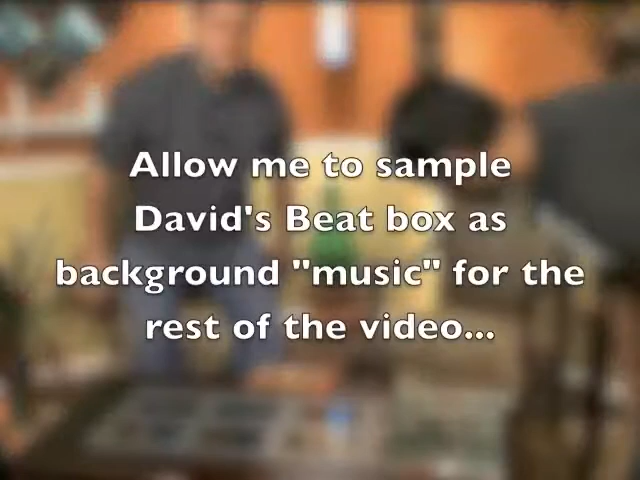 Allow me to sample
David's Beat box as
background "music" for the
rest of the video...